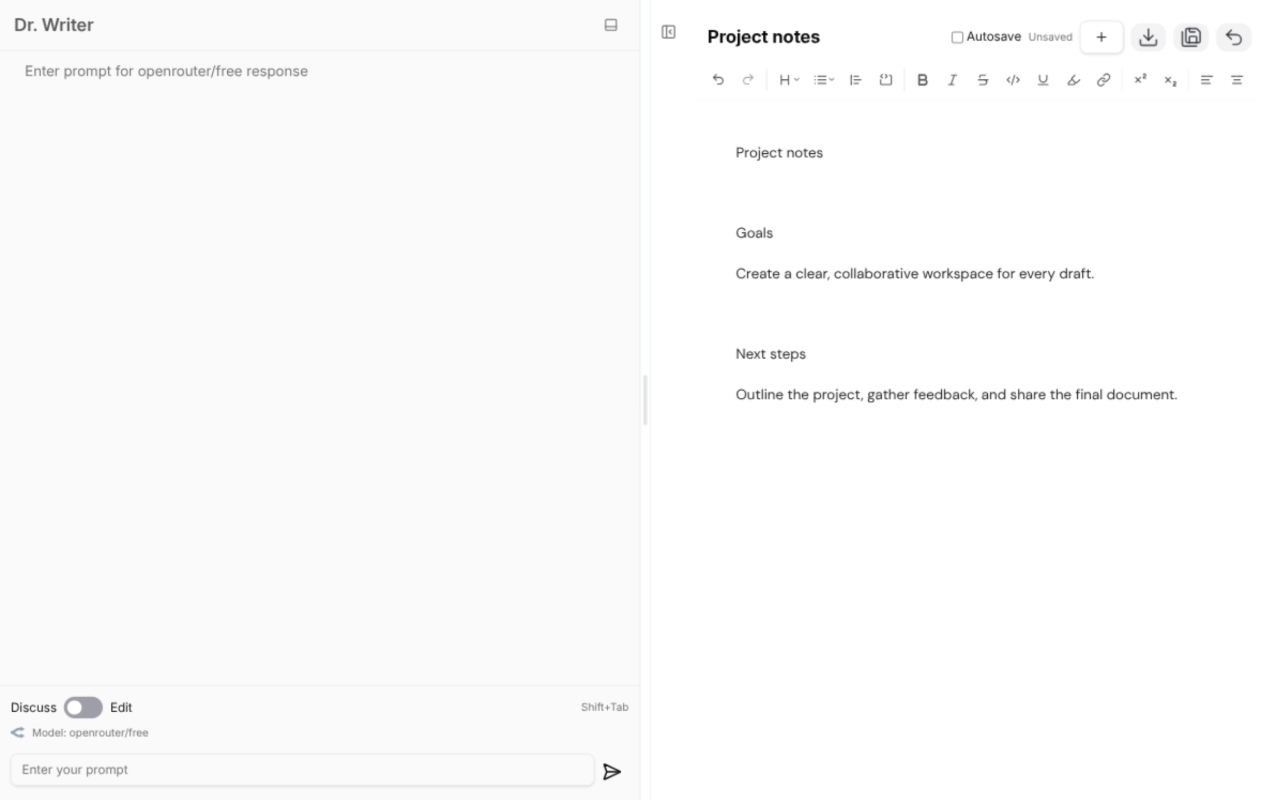 Dr. Writer
Enter prompt for openrouter/free response
Discuss Edit Shift+Tab
Model: openrouter/free
Enter your prompt
Project notes Autosave Unsaved
Project notes
Goals
Create a clear, collaborative workspace for every draft.
Next steps
Outline the project, gather feedback, and share the final document.